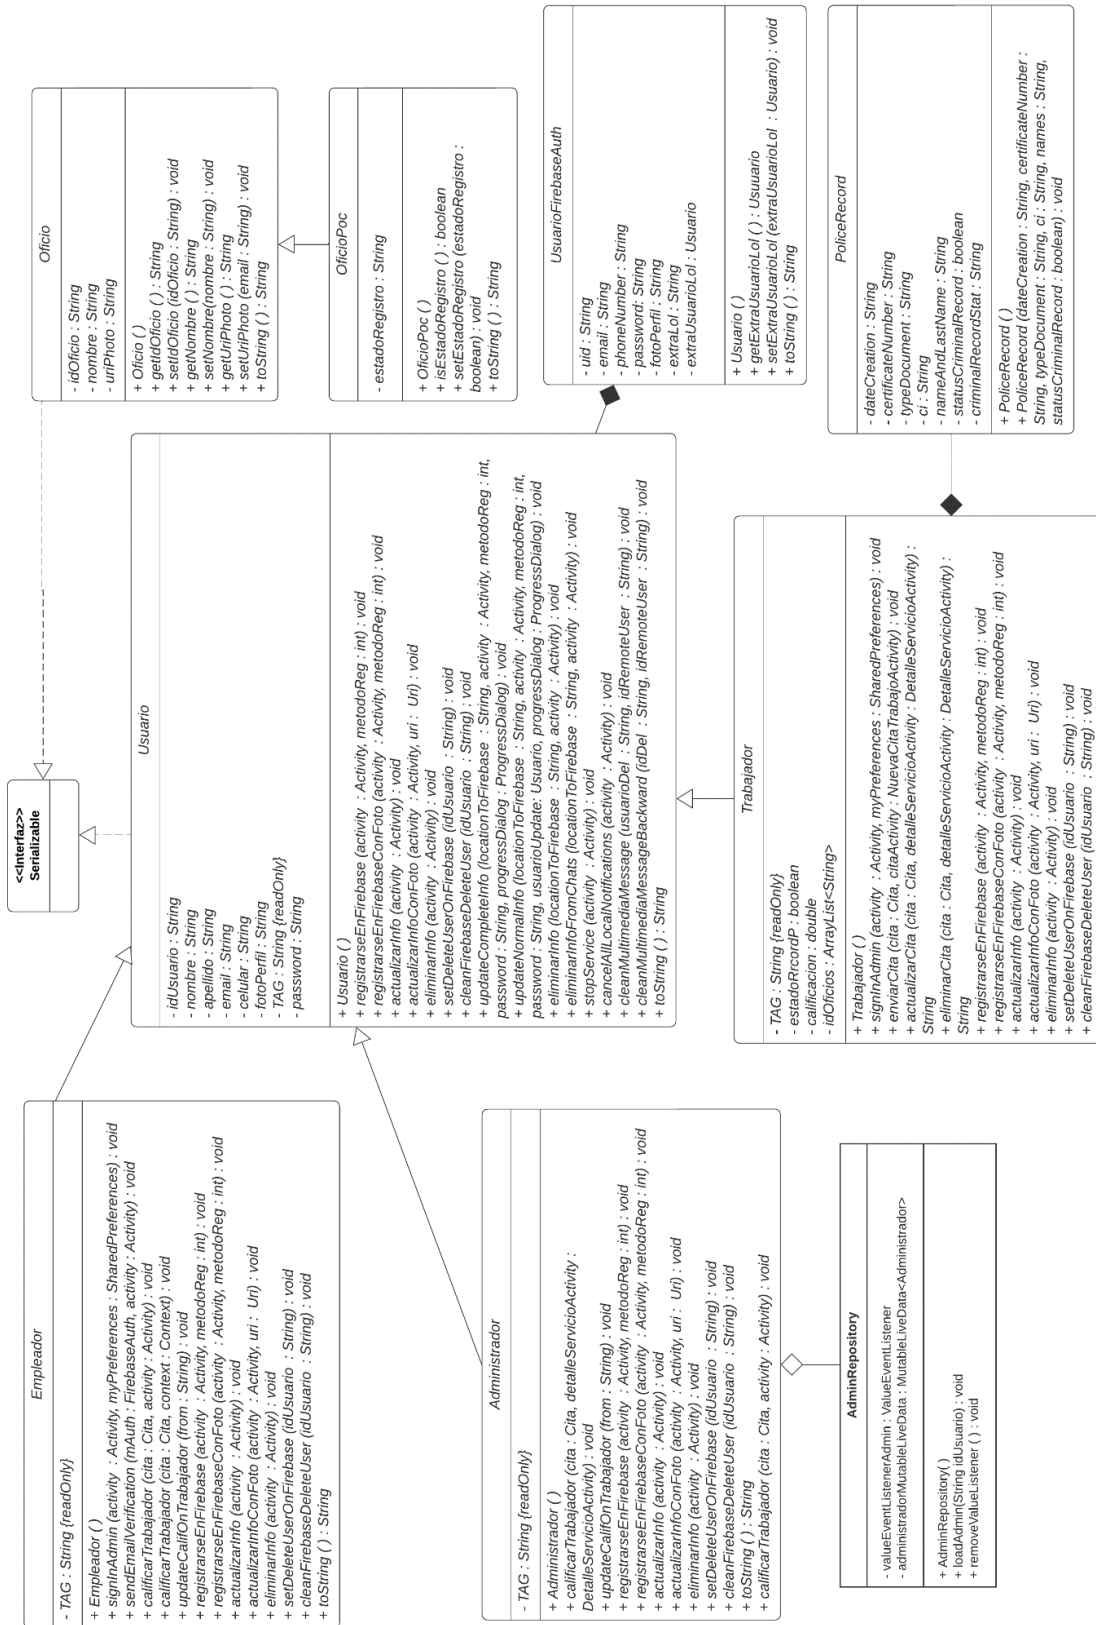 Oficio
- idOficio : String
- nombre : String
- uriPhoto : String
+ Oficio ( )
+ getIdOficio ( ) : String
+ setIdOficio (idOficio : String) : void
+ getNombre ( ) : String
+ setNombre(nombre : String) : void
+ getUriPhoto ( ) : String
+ setUriPhoto (email : String) : void
+ toString ( ) : String
OficioPoc
- estadoRegistro : String
+ OficioPoc ( )
+ isEstadoRegistro ( ) : boolean
+ setEstadoRegistro (estadoRegistro :
boolean) : void
+ toString ( ) : String
UsuarioFirebaseAuth
- uid : String
- email : String
- phoneNumber : String
- password: String
- fotoPerfil : String
- extraLol : String
- extraUsuarioLol : Usuario
+ Usuario ( )
+ getExtraUsuarioLol ( ) : Usuuario
+ setExtraUsuarioLol (extraUsuarioLol : Usuario) : void
+ toString ( ) : String
PoliceRecord
- dateCreation : String
- certificateNumber : String
- typeDocument : String
- ci : String
- nameAndLastName : String
- statusCriminalRecord : boolean
- criminalRecordStat : String
+ PoliceRecord ( )
+ PoliceRecord (dateCreation : String, certificateNumber :
String, typeDocument : String, ci : String, names : String,
statusCriminalRecord : boolean) : void
<<Interfaz>>
Serializable
Usuario
- idUsuario : String
- nombre : String
- apellido : String
- email : String
- celular : String
- fotoPerfil : String
- TAG : String {readOnly}
- password : String
+ Usuario ( )
+ registrarseEnFirebase (activity : Activity, metodoReg : int) : void
+ registrarseEnFirebaseConFoto (activity : Activity, metodoReg : int) : void
+ actualizarInfo (activity : Activity) : void
+ actualizarInfoConFoto (activity : Activity, uri : Uri) : void
+ eliminarInfo (activity : Activity) : void
+ setDeleteUserOnFirebase (idUsuario : String) : void
+ cleanFirebaseDeleteUser (idUsuario : String) : void
+ updateCompleteInfo (locationToFirebase : String, activity : Activity, metodoReg : int,
password : String, progressDialog : ProgressDialog) : void
+ updateNormalInfo (locationToFirebase : String, activity : Activity, metodoReg : int,
password : String, usuarioUpdate: Usuario, progressDialog : ProgressDialog) : void
+ eliminarInfo (locationToFirebase : String, activity : Activity) : void
+ eliminarInfoFromChats (locationToFirebase : String, activity : Activity) : void
+ stopService (activity : Activity) : void
+ cancelAllLocalNotifications (activity : Activity) : void
+ cleanMultimediaMessage (usuarioDel : String, idRemoteUser : String) : void
+ cleanMultimediaMessageBackward (idDel : String, idRemoteUser : String) : void
+ toString ( ) : String
Trabajador
- TAG : String {readOnly}
- estadoRrcordP : boolean
- calificacion : double
- idOficios : ArrayList<String>
+ Trabajador ( )
+ signInAdmin (activity : Activity, myPreferences : SharedPreferences) : void
+ enviarCita (cita : Cita, citaActivity : NuevaCitaTrabajoActivity) : void
+ actualizarCita (cita : Cita, detalleServicioActivity : DetalleServicioActivity) :
String
+ eliminarCita (cita : Cita, detalleServicioActivity : DetalleServicioActivity) :
String
+ registrarseEnFirebase (activity : Activity, metodoReg : int) : void
+ registrarseEnFirebaseConFoto (activity : Activity, metodoReg : int) : void
+ actualizarInfo (activity : Activity) : void
+ actualizarInfoConFoto (activity : Activity, uri : Uri) : void
+ eliminarInfo (activity : Activity) : void
+ setDeleteUserOnFirebase (idUsuario : String) : void
+ cleanFirebaseDeleteUser (idUsuario : String) : void
Empleador
- TAG : String {readOnly}
+ Empleador ( )
+ signInAdmin (activity : Activity, myPreferences : SharedPreferences) : void
+ sendEmailVerification (mAuth : FirebaseAuth, activity : Activity) : void
+ calificarTrabajador (cita : Cita, activity : Activity) : void
+ calificarTrabajador (cita : Cita, context : Context) : void
+ updateCalifOnTrabajador (from : String) : void
+ registrarseEnFirebase (activity : Activity, metodoReg : int) : void
+ registrarseEnFirebaseConFoto (activity : Activity, metodoReg : int) : void
+ actualizarInfo (activity : Activity) : void
+ actualizarInfoConFoto (activity : Activity, uri : Uri) : void
+ eliminarInfo (activity : Activity) : void
+ setDeleteUserOnFirebase (idUsuario : String) : void
+ cleanFirebaseDeleteUser (idUsuario : String) : void
+ toString ( ) : String
Administrador
- TAG : String {readOnly}
+ Administrador ( )
+ calificarTrabajador (cita : Cita, detalleServicioActivity :
DetalleServicioActivity) : void
+ updateCalifOnTrabajador (from : String) : void
+ registrarseEnFirebase (activity : Activity, metodoReg : int) : void
+ registrarseEnFirebaseConFoto (activity : Activity, metodoReg : int) : void
+ actualizarInfo (activity : Activity) : void
+ actualizarInfoConFoto (activity : Activity, uri : Uri) : void
+ eliminarInfo (activity : Activity) : void
+ setDeleteUserOnFirebase (idUsuario : String) : void
+ cleanFirebaseDeleteUser (idUsuario : String) : void
+ toString ( ) : String
+ calificarTrabajador (cita : Cita, activity : Activity) : void
AdminRepository
- valueEventListenerAdmin : ValueEventListener
- administradorMutableLiveData : MutableLiveData<Administrador>
+ AdminRepository( )
+ loadAdmin(String idUsuario) : void
+ removeValueListener ( ) : void